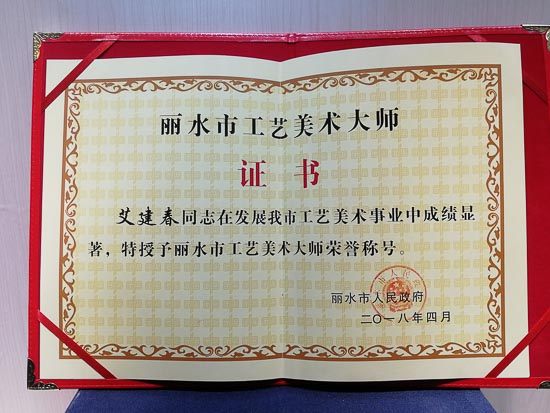 丽水市工艺美术大师
证书
艾建春同志在发展我市工艺美术事业中成绩显
著，特授予丽水市工艺美术大师荣誉称号。
丽水市人民政府
二〇一八年四月